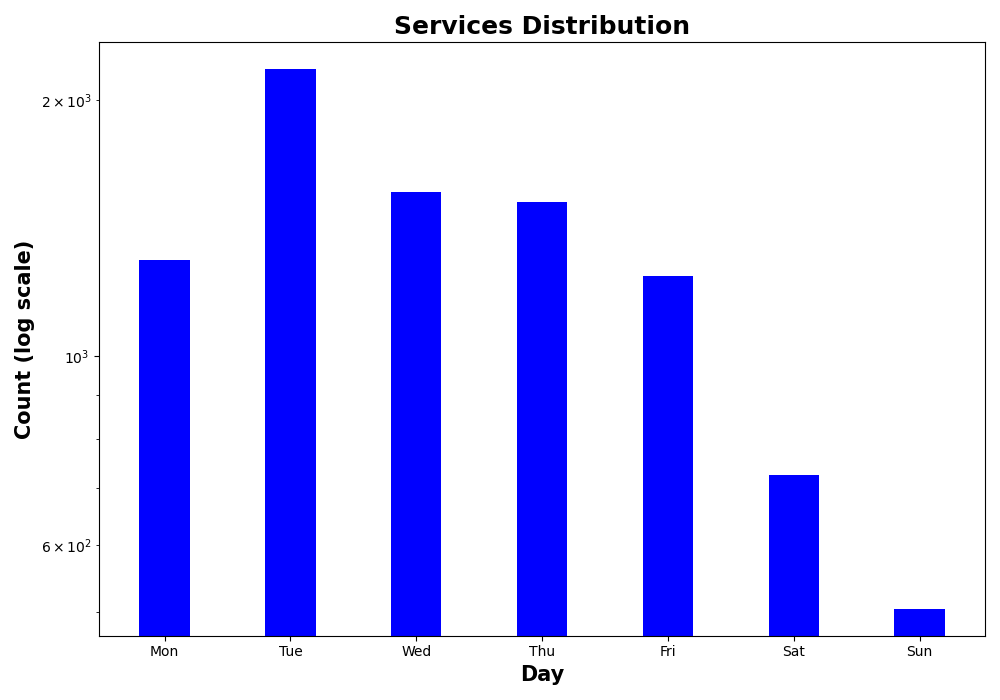 Services Distribution
Count (log scale)
2 × 10³
10³
6 × 10²
Mon Tue Wed Thu Fri Sat Sun
Day